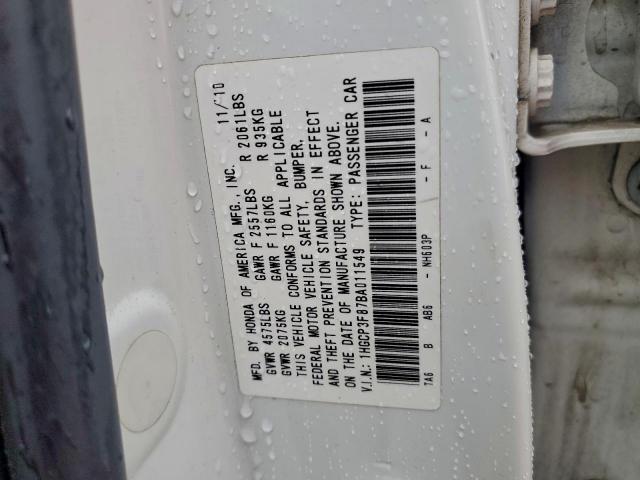 MFD. BY HONDA OF AMERICA MFG., INC. 11/10
GVWR 4575LBS GAWR F 2557LBS R 2061LBS
GVWR 2075KG GAWR F 1160KG R 935KG
THIS VEHICLE CONFORMS TO ALL APPLICABLE
FEDERAL MOTOR VEHICLE SAFETY, BUMPER,
AND THEFT PREVENTION STANDARDS IN EFFECT
ON THE DATE OF MANUFACTURE SHOWN ABOVE.
V.I.N.: 1HGCP3F87BA011549 TYPE: PASSENGER CAR
TA6 B AB6 - NH603P - F - A